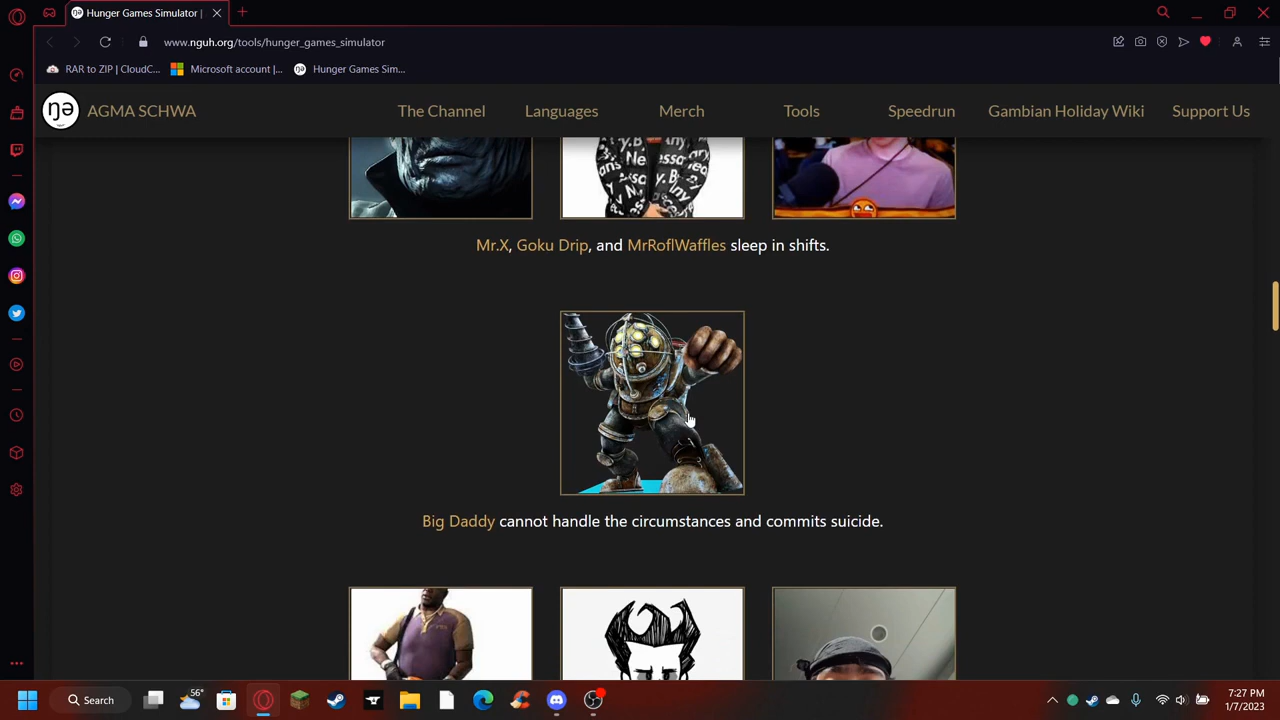 Hunger Games Simulator |
www.nguh.org/tools/hunger_games_simulator
RAR to ZIP | CloudC...
Microsoft account |...
Hunger Games Sim...
ŋə
AGMA SCHWA
The Channel
Languages
Merch
Tools
Speedrun
Gambian Holiday Wiki
Support Us
Mr.X, Goku Drip, and MrRoflWaffles sleep in shifts.
Big Daddy cannot handle the circumstances and commits suicide.
56°
Search
7:27 PM
1/7/2023